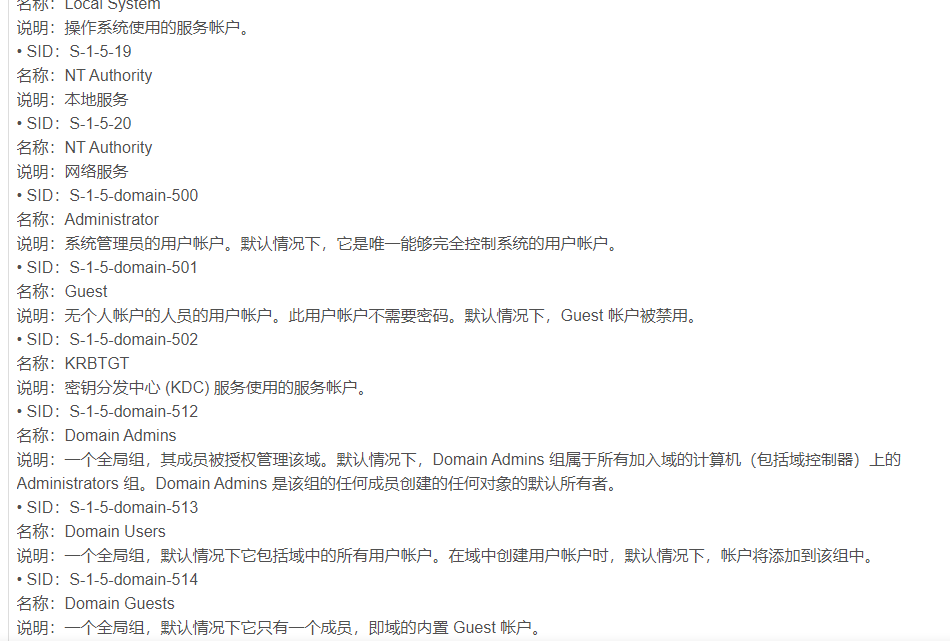 名称：Local System
说明：操作系统使用的服务帐户。
• SID：S-1-5-19
名称：NT Authority
说明：本地服务
• SID：S-1-5-20
名称：NT Authority
说明：网络服务
• SID：S-1-5-domain-500
名称：Administrator
说明：系统管理员的用户帐户。默认情况下，它是唯一能够完全控制系统的用户帐户。
• SID：S-1-5-domain-501
名称：Guest
说明：无个人帐户的人员的用户帐户。此用户帐户不需要密码。默认情况下，Guest 帐户被禁用。
• SID：S-1-5-domain-502
名称：KRBTGT
说明：密钥分发中心 (KDC) 服务使用的服务帐户。
• SID：S-1-5-domain-512
名称：Domain Admins
说明：一个全局组，其成员被授权管理该域。默认情况下，Domain Admins 组属于所有加入域的计算机（包括域控制器）上的
Administrators 组。Domain Admins 是该组的任何成员创建的任何对象的默认所有者。
• SID：S-1-5-domain-513
名称：Domain Users
说明：一个全局组，默认情况下它包括域中的所有用户帐户。在域中创建用户帐户时，默认情况下，帐户将添加到该组中。
• SID：S-1-5-domain-514
名称：Domain Guests
说明：一个全局组，默认情况下它只有一个成员，即域的内置 Guest 帐户。